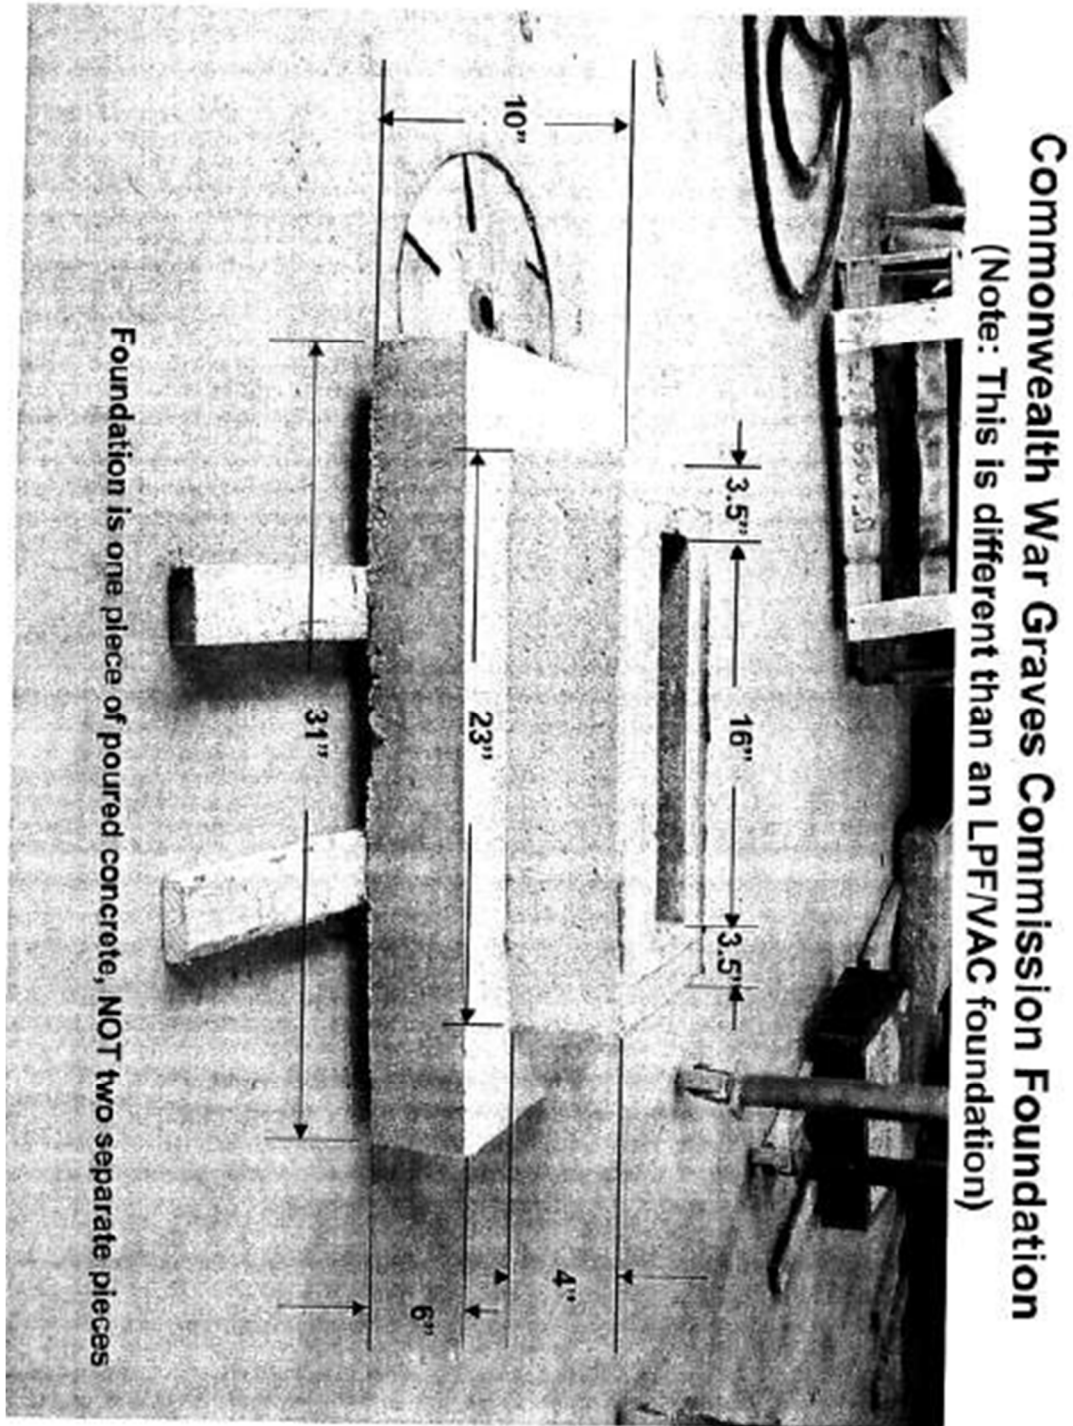 Commonwealth War Graves Commission Foundation
(Note: This is different than an LPF/VAC foundation)
10"
3.5"
16"
3.5"
23"
4"
6"
31"
Foundation is one piece of poured concrete, NOT two separate pieces